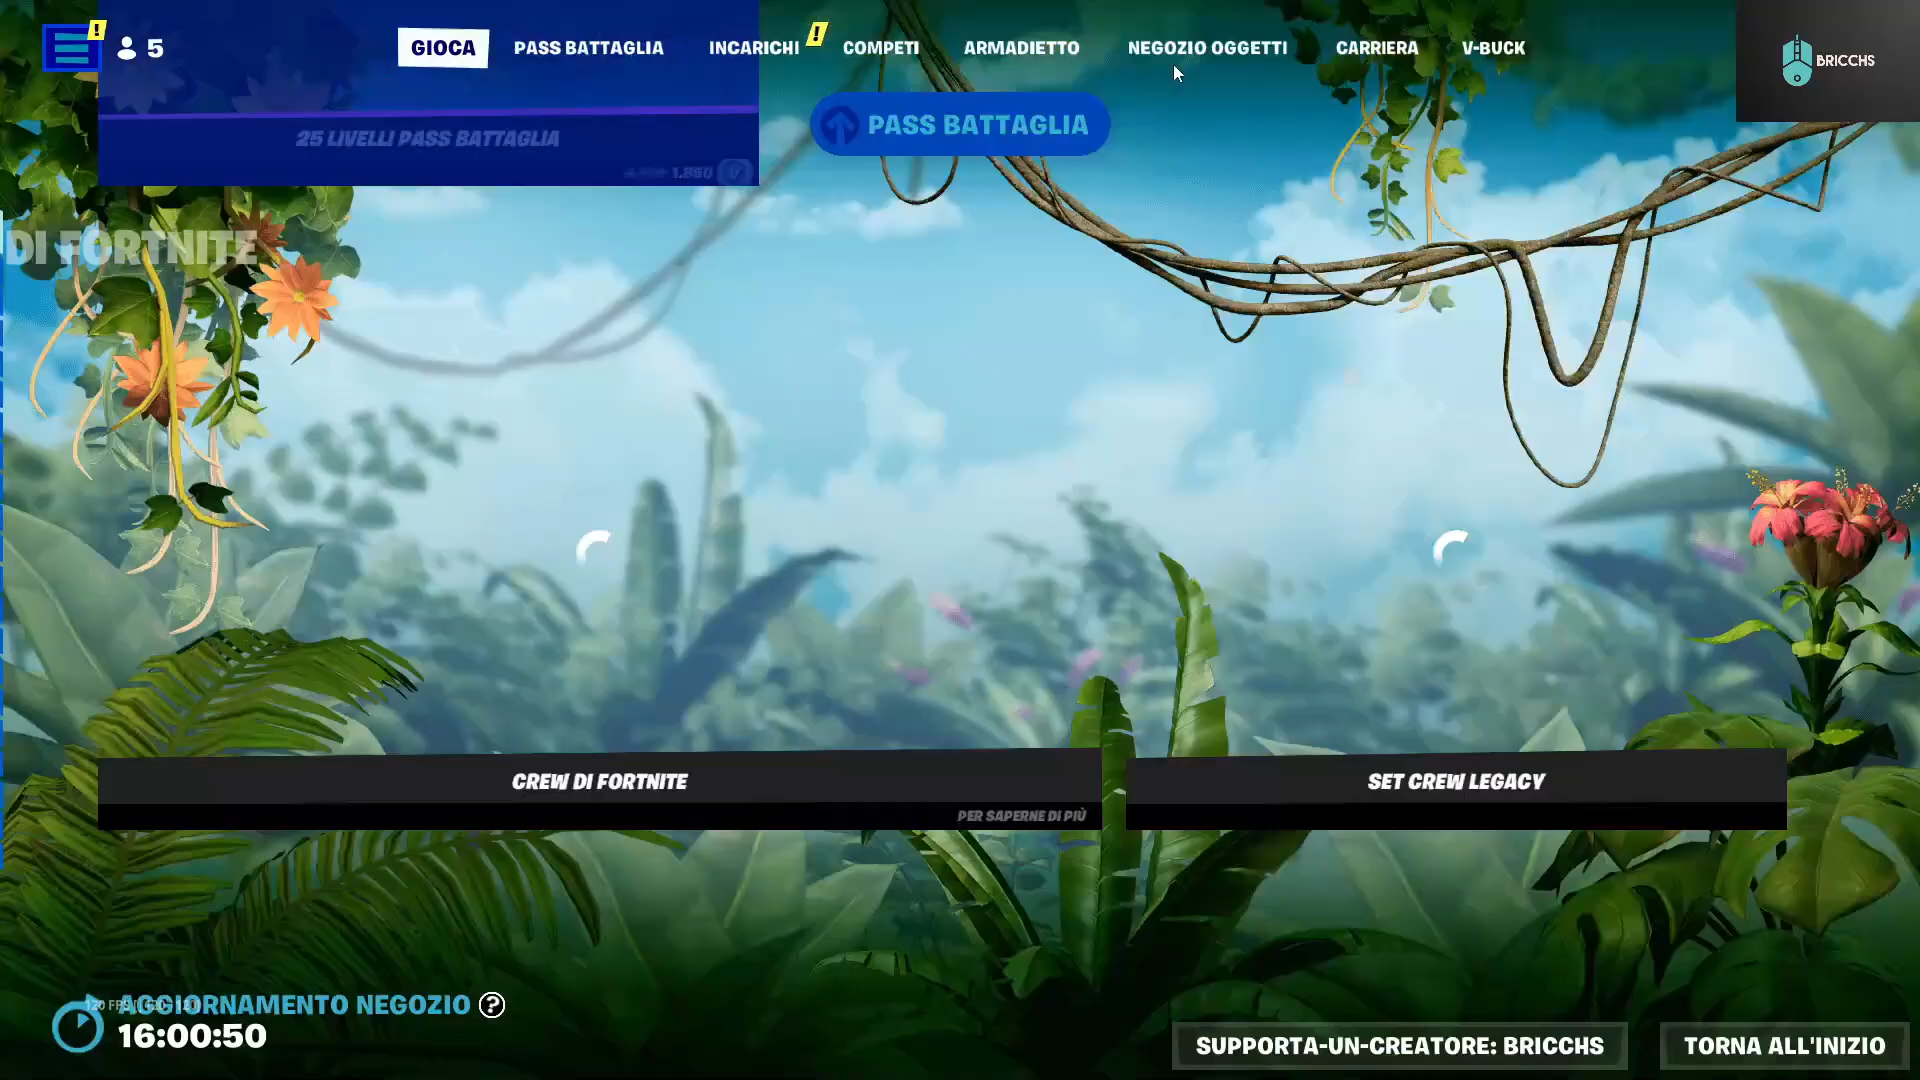 !
5
GIOCA
PASS BATTAGLIA
INCARICHI
!
COMPETI
ARMADIETTO
NEGOZIO OGGETTI
CARRIERA
V-BUCK
BRICCHS
PASS BATTAGLIA
25 LIVELLI PASS BATTAGLIA
1.850
DI FORTNITE
CREW DI FORTNITE
PER SAPERNE DI PIÙ
SET CREW LEGACY
AGGIORNAMENTO NEGOZIO
?
120 FPS
16:00:50
SUPPORTA-UN-CREATORE: BRICCHS
TORNA ALL'INIZIO